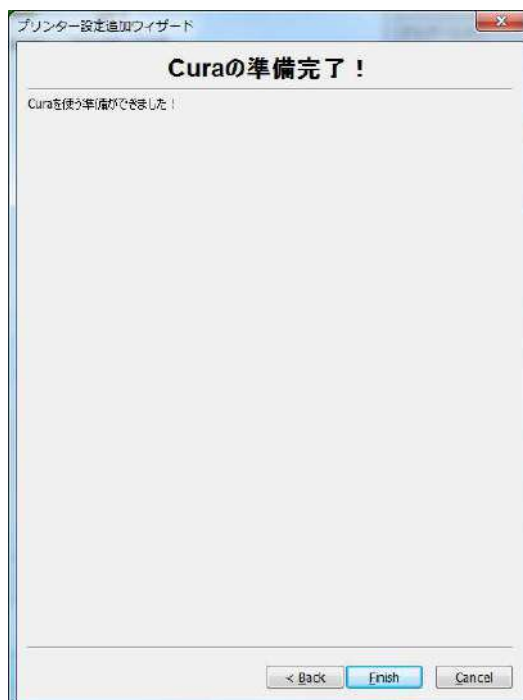 プリンター設定追加ウィザード
Curaの準備完了！
Curaを使う準備ができました！
< Back Finish Cancel